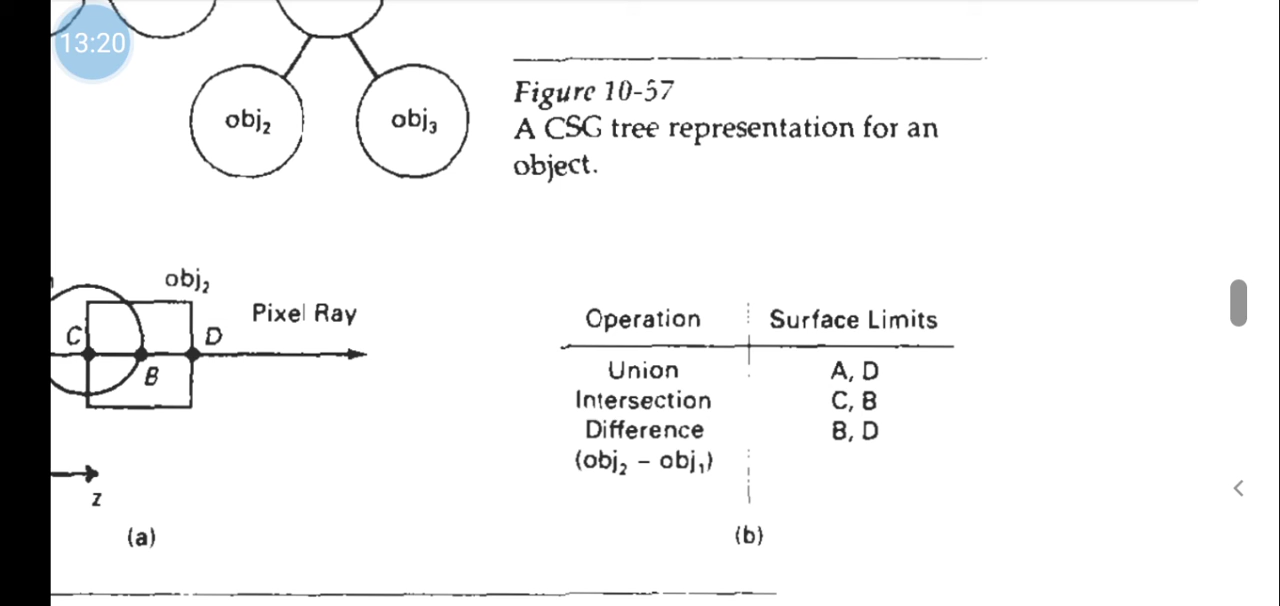 13:20
obj₂
obj₃
Figure 10-57
A CSG tree representation for an
object.
obj₂
Pixel Ray
C
D
B
z
(a)
Operation Surface Limits
Union A, D
Intersection C, B
Difference B, D
(obj₂ − obj₁)
(b)